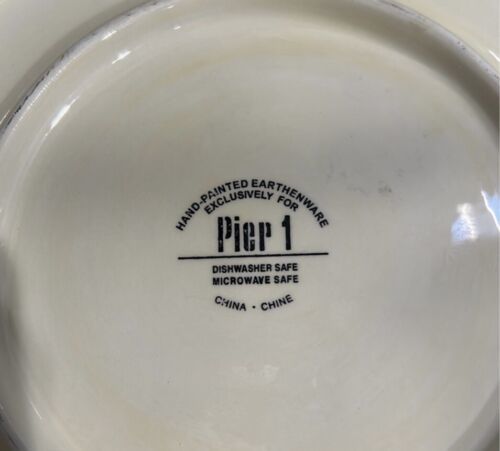 HAND-PAINTED EARTHENWARE
EXCLUSIVELY FOR
Pier 1
DISHWASHER SAFE
MICROWAVE SAFE
CHINA · CHINE